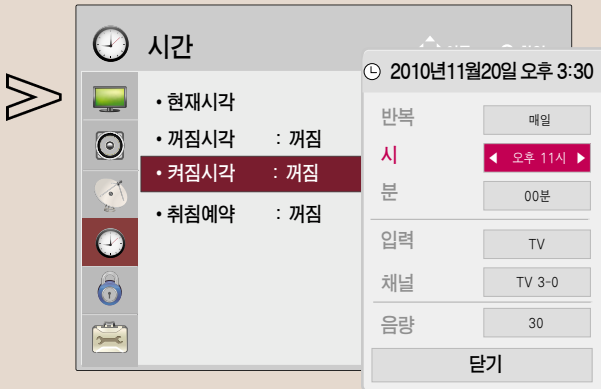 시간
• 현재시각
• 꺼짐시각 : 꺼짐
• 켜짐시각 : 꺼짐
• 취침예약 : 꺼짐
2010년11월20일 오후 3:30
반복 매일
시 ◀ 오후 11시 ▶
분 00분
입력 TV
채널 TV 3-0
음량 30
닫기